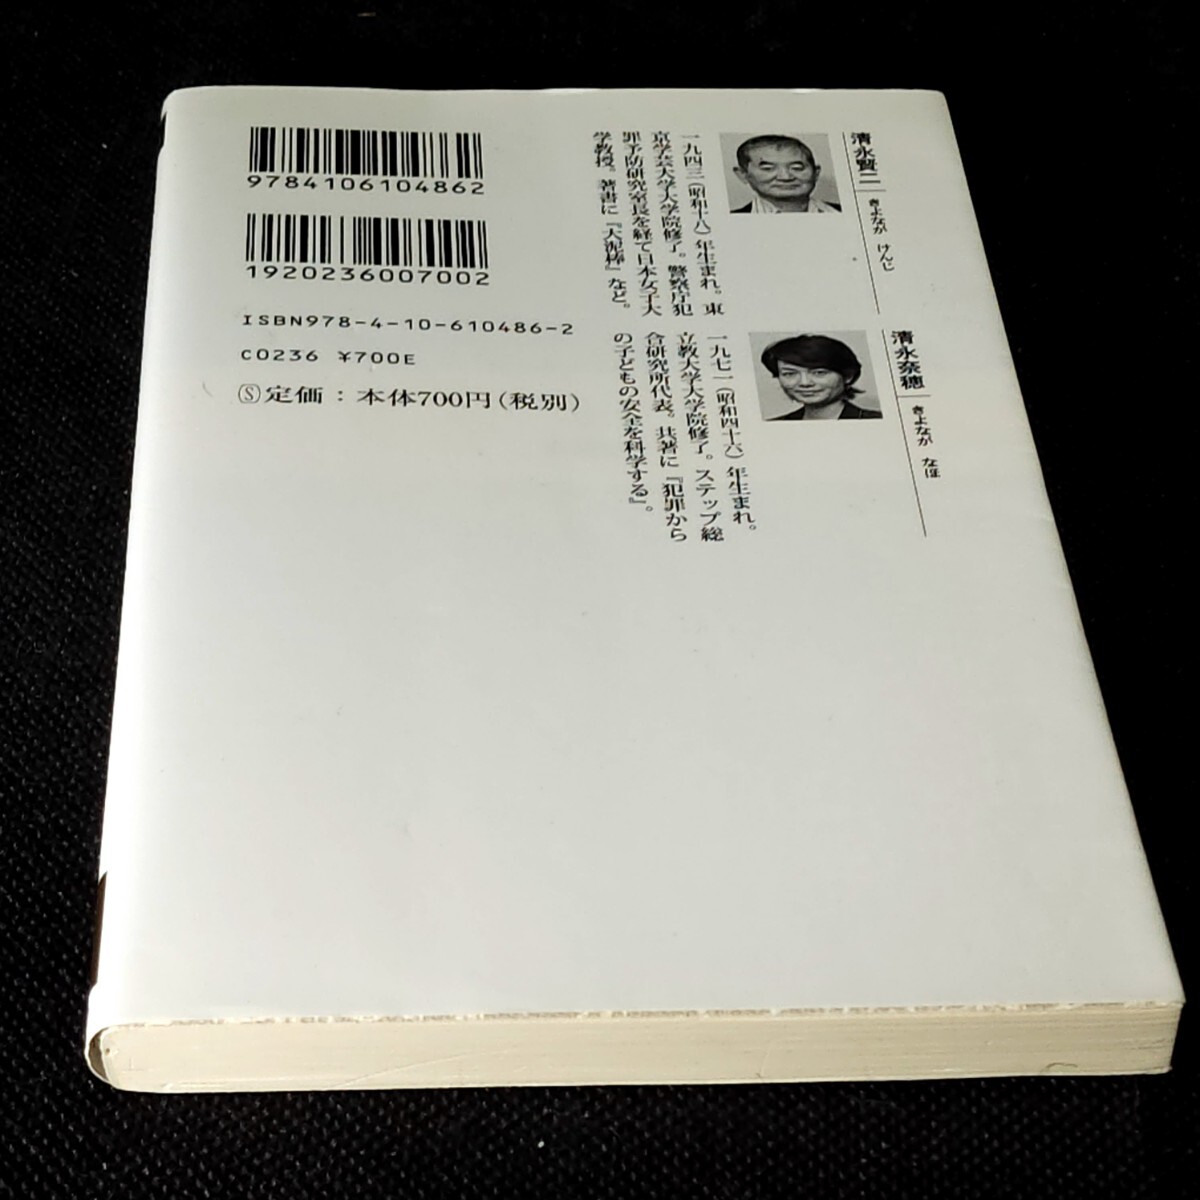 9784106104862
1920236007002
ISBN978-4-10-610486-2
C0236 ¥700E
Ⓢ定価：本体700円（税別）
清永賢二
きよなが けんじ
一九四三（昭和十八）年生まれ。東
京学芸大学大学院修了。警察庁犯
罪予防研究室長を経て日本女子大
学教授。著書に『大泥棒』など。
清永奈穂
きよなが なほ
一九七一（昭和四十六）年生まれ。
立教大学大学院修了。ステップ総
合研究所代表。共著に『犯罪から
の子どもの安全を科学する』。